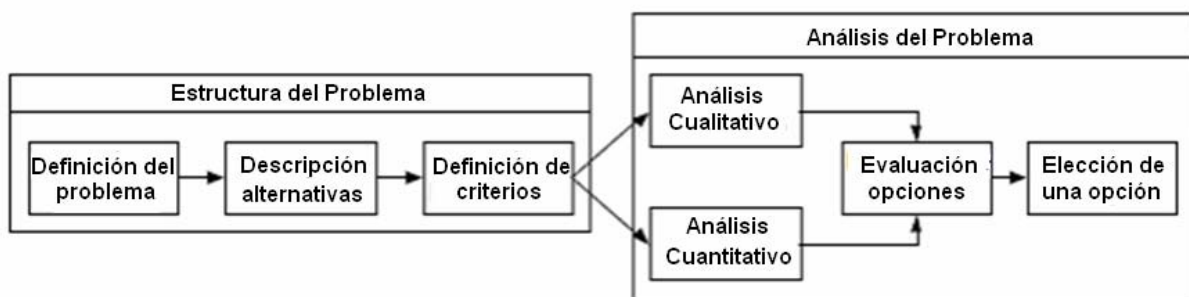 Estructura del Problema
Definición del
problema
Descripción
alternativas
Definición de
criterios
Análisis del Problema
Análisis
Cualitativo
Análisis
Cuantitativo
Evaluación
opciones
Elección de
una opción